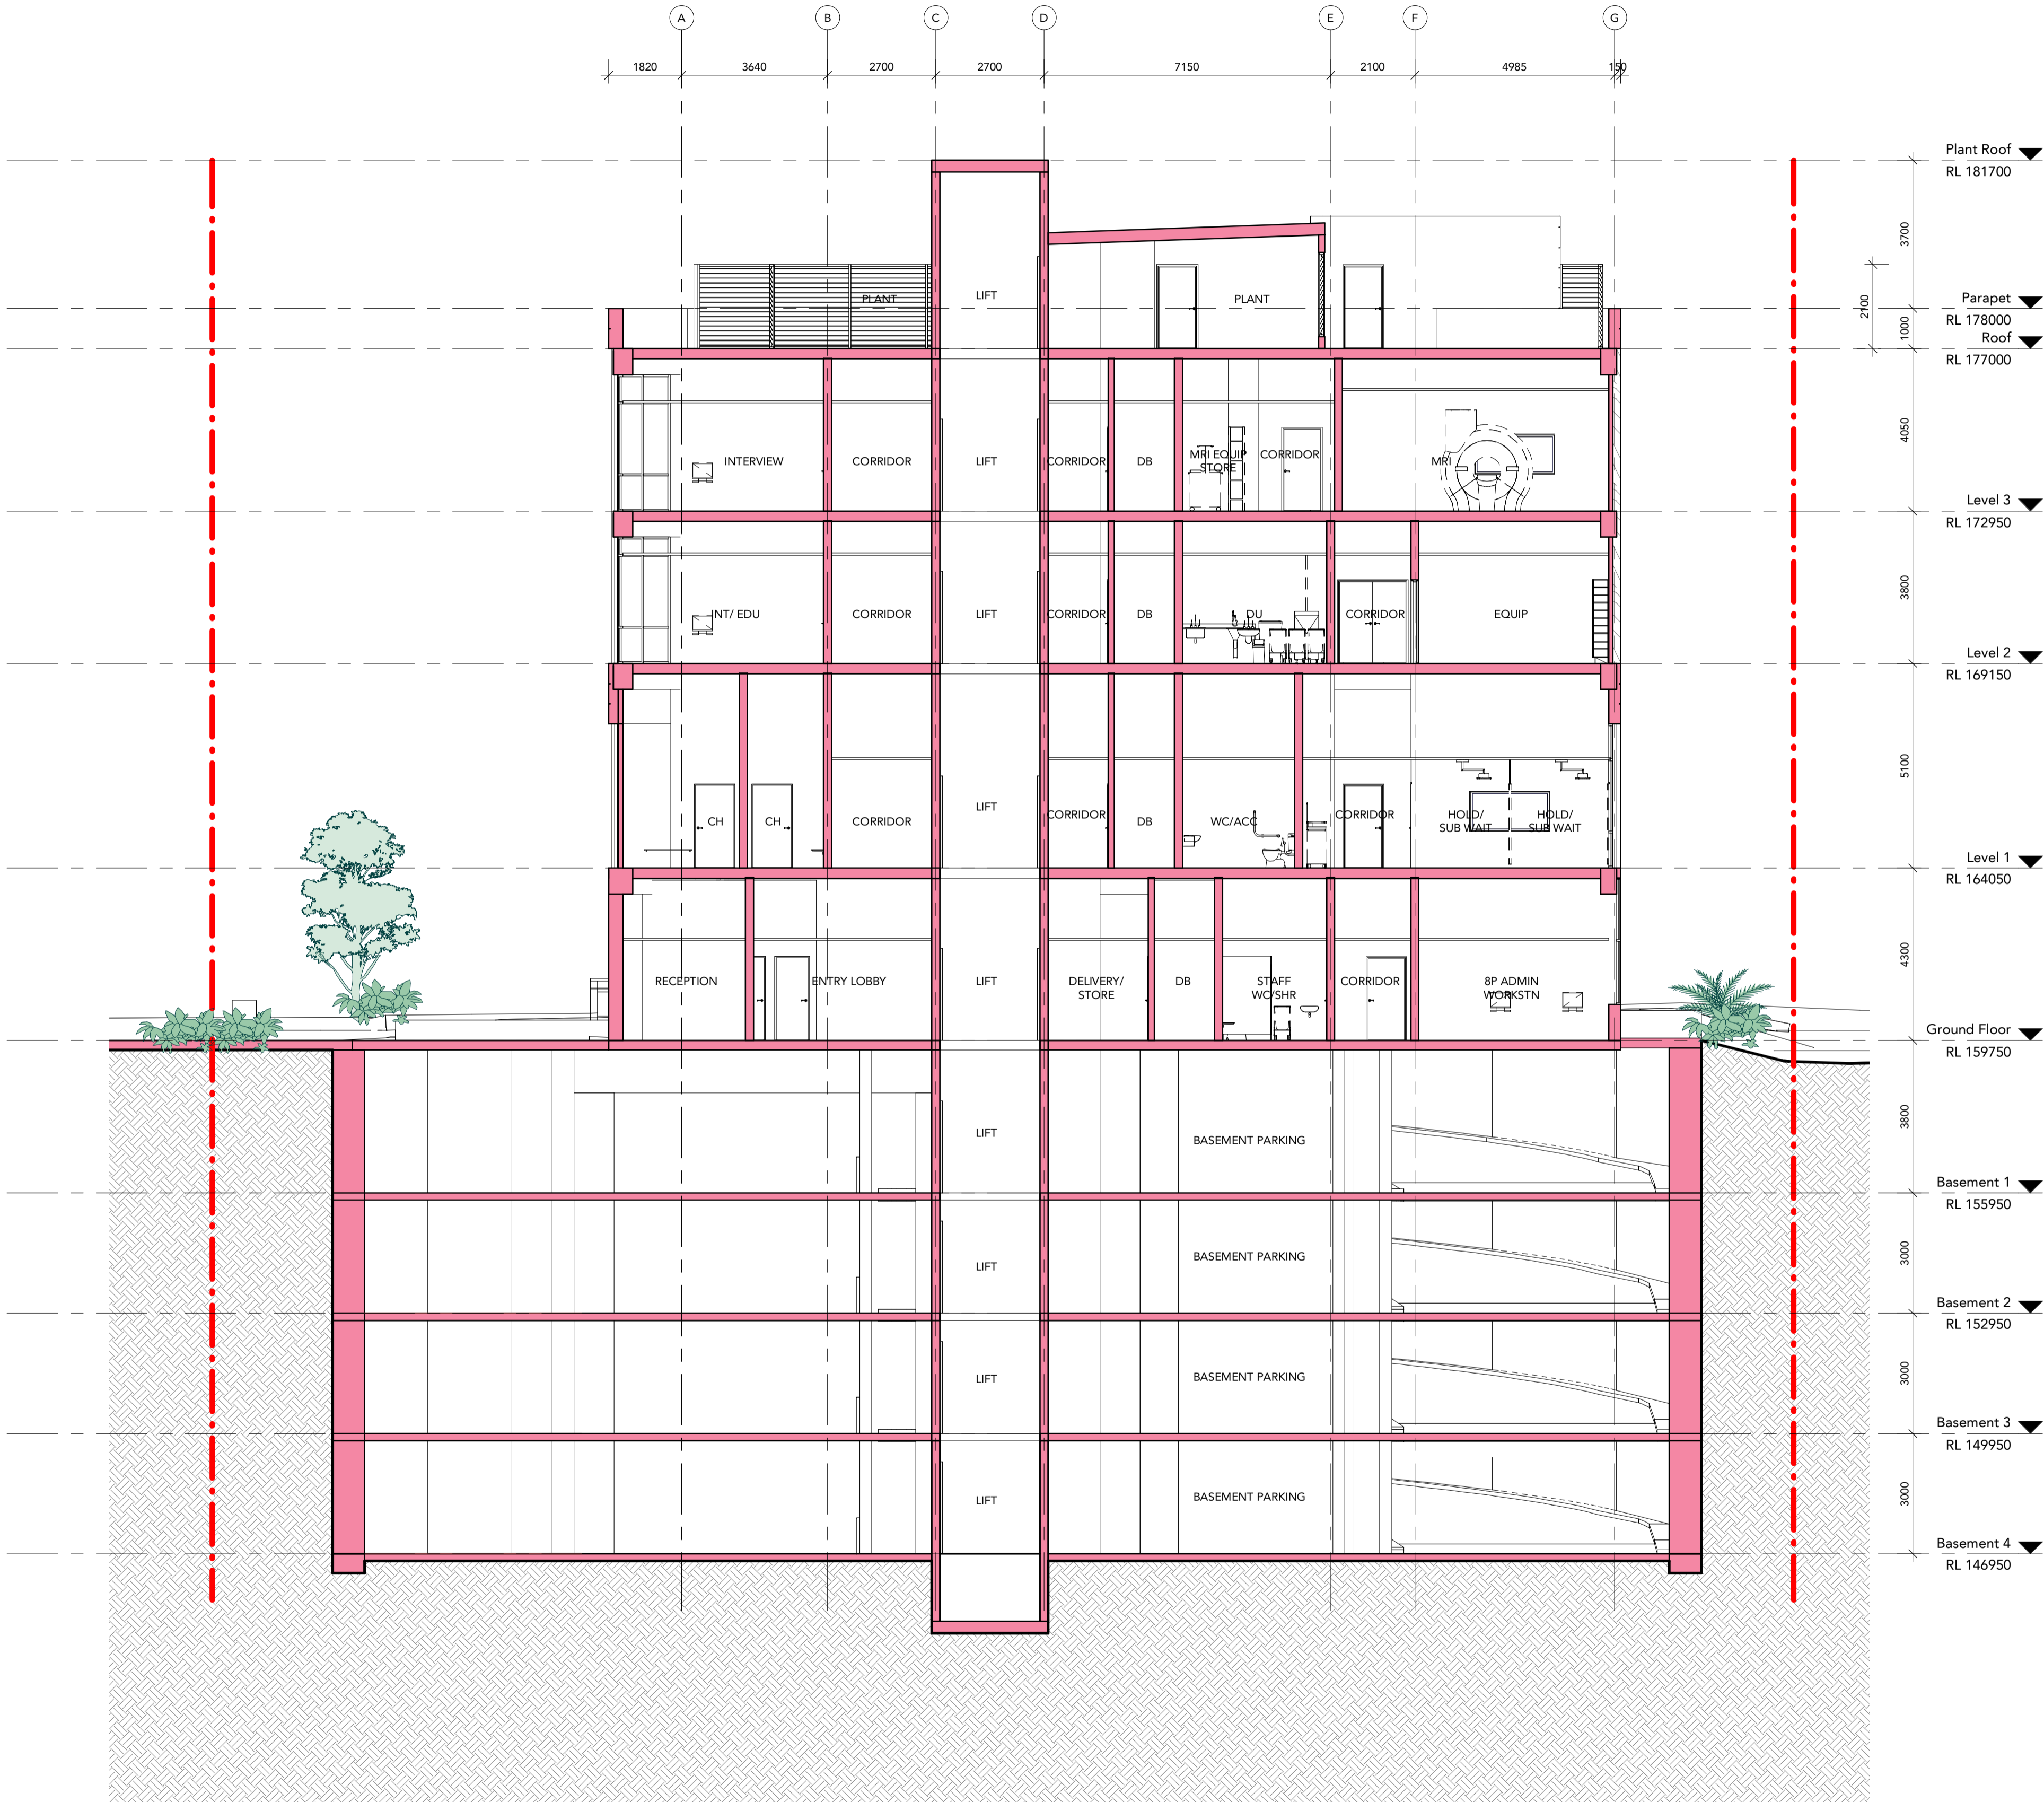 A B C D E F G
1820 3640 2700 2700 7150 2100 4985 150
Plant Roof
RL 181700
3700
PLANT LIFT PLANT
2100
Parapet
RL 178000
1000
Roof
RL 177000
4050
INTERVIEW CORRIDOR LIFT CORRIDOR DB MRI EQUIP STORE CORRIDOR MRI
Level 3
RL 172950
3800
INT/ EDU CORRIDOR LIFT CORRIDOR DB DU CORRIDOR EQUIP
Level 2
RL 169150
5100
CH CH CORRIDOR LIFT CORRIDOR DB WC/ACC CORRIDOR HOLD/ SUB WAIT HOLD/ SUB WAIT
Level 1
RL 164050
4300
RECEPTION ENTRY LOBBY LIFT DELIVERY/ STORE DB STAFF WC/SHR CORRIDOR 8P ADMIN WORKSTN
Ground Floor
RL 159750
3800
LIFT BASEMENT PARKING
Basement 1
RL 155950
3000
LIFT BASEMENT PARKING
Basement 2
RL 152950
3000
LIFT BASEMENT PARKING
Basement 3
RL 149950
3000
LIFT BASEMENT PARKING
Basement 4
RL 146950